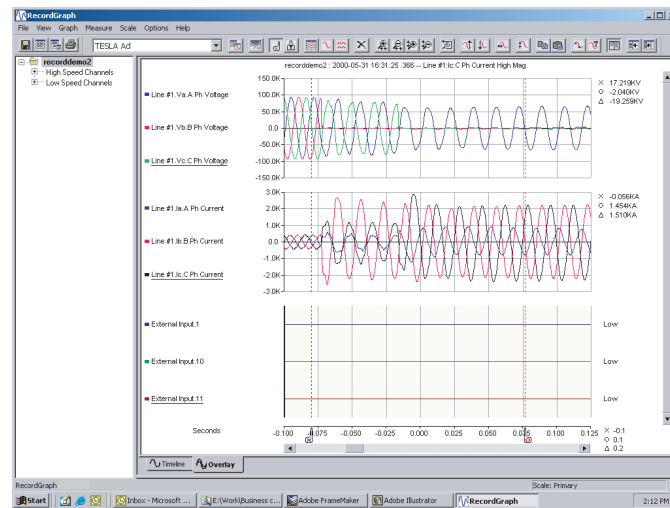 RecordGraph
File View Graph Measure Scale Options Help
TESLA Ad
recorddemo2
High Speed Channels
Low Speed Channels
recorddemo2 : 2000-05-31 16:31:25 .366 -- Line #1:Ic:C Ph Current High Mag.
150.0K
100.0K
50.00K
0.0
-50.00K
-100.0K
-150.0K
Line #1.Va.A Ph Voltage
Line #1.Vb.B Ph Voltage
Line #1.Vc.C Ph Voltage
× 17.219KV
○ -2.040KV
△ -19.259KV
3.0K
2.0K
1.0K
0.0
-1.0K
-2.0K
-3.0K
Line #1.Ia.A Ph Current
Line #1.Ib.B Ph Current
Line #1.Ic.C Ph Current
× -0.056KA
○ 1.454KA
△ 1.510KA
External Input.1 Low
External Input.10 Low
External Input.11 Low
Seconds -0.100 -0.075 -0.050 -0.025 0.000 0.025 0.050 0.075 0.100 0.125
× -0.1
○ 0.1
△ 0.2
Timeline Overlay
RecordGraph Scale: Primary
Start Inbox - Microsoft ... E:\Work\Business c... Adobe FrameMaker Adobe Illustrator RecordGraph 2:12 PM